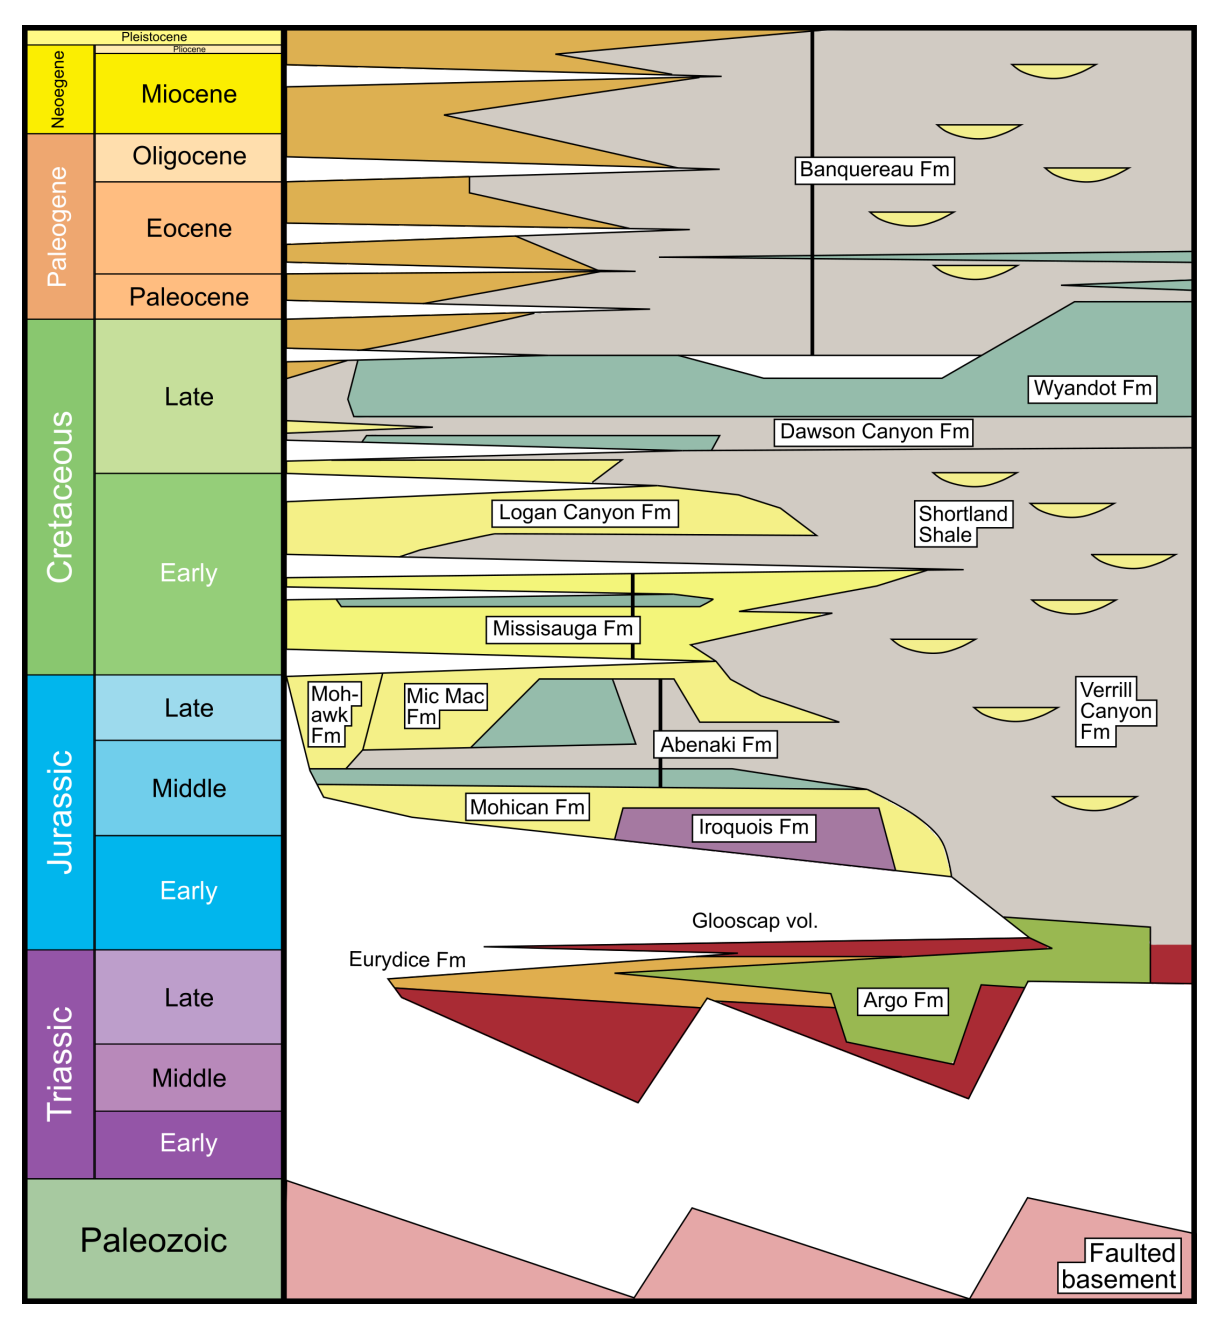 Pleistocene
Pliocene
Neoegene
Miocene
Oligocene
Banquereau Fm
Paleogene
Eocene
Paleocene
Late
Wyandot Fm
Dawson Canyon Fm
Cretaceous
Logan Canyon Fm
Shortland
Shale
Early
Missisauga Fm
Moh-
awk
Fm
Mic Mac
Fm
Verrill
Canyon
Fm
Late
Abenaki Fm
Jurassic
Middle
Mohican Fm
Iroquois Fm
Early
Glooscap vol.
Eurydice Fm
Late
Argo Fm
Triassic
Middle
Early
Paleozoic
Faulted
basement